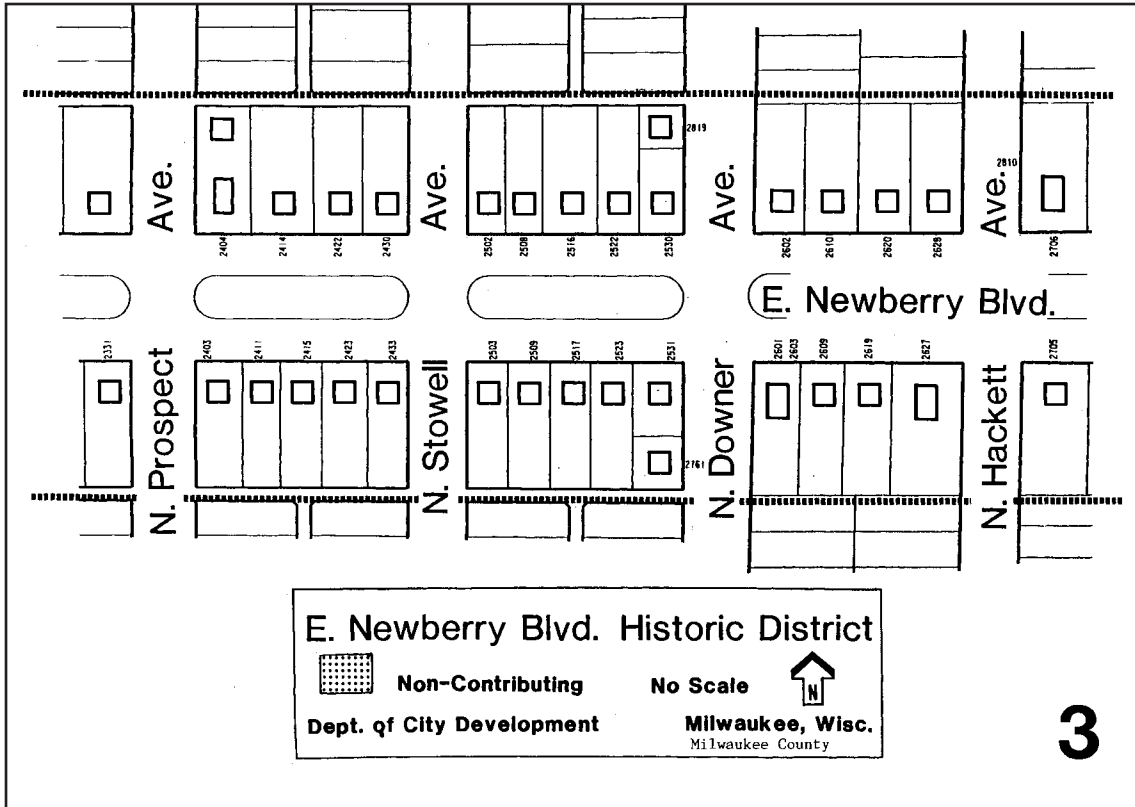 2819
2810
Ave.
Ave.
Ave.
Ave.
2404
2414
2422
2430
2502
2508
2516
2522
2530
2602
2610
2620
2628
2706
E. Newberry Blvd.
2331
2403
2411
2415
2423
2433
2503
2509
2517
2523
2531
2601
2603
2609
2619
2627
2705
N. Prospect
N. Stowell
N. Downer
N. Hackett
2761
E. Newberry Blvd. Historic District
Non-Contributing
No Scale
N
Dept. of City Development
Milwaukee, Wisc.
Milwaukee County
3